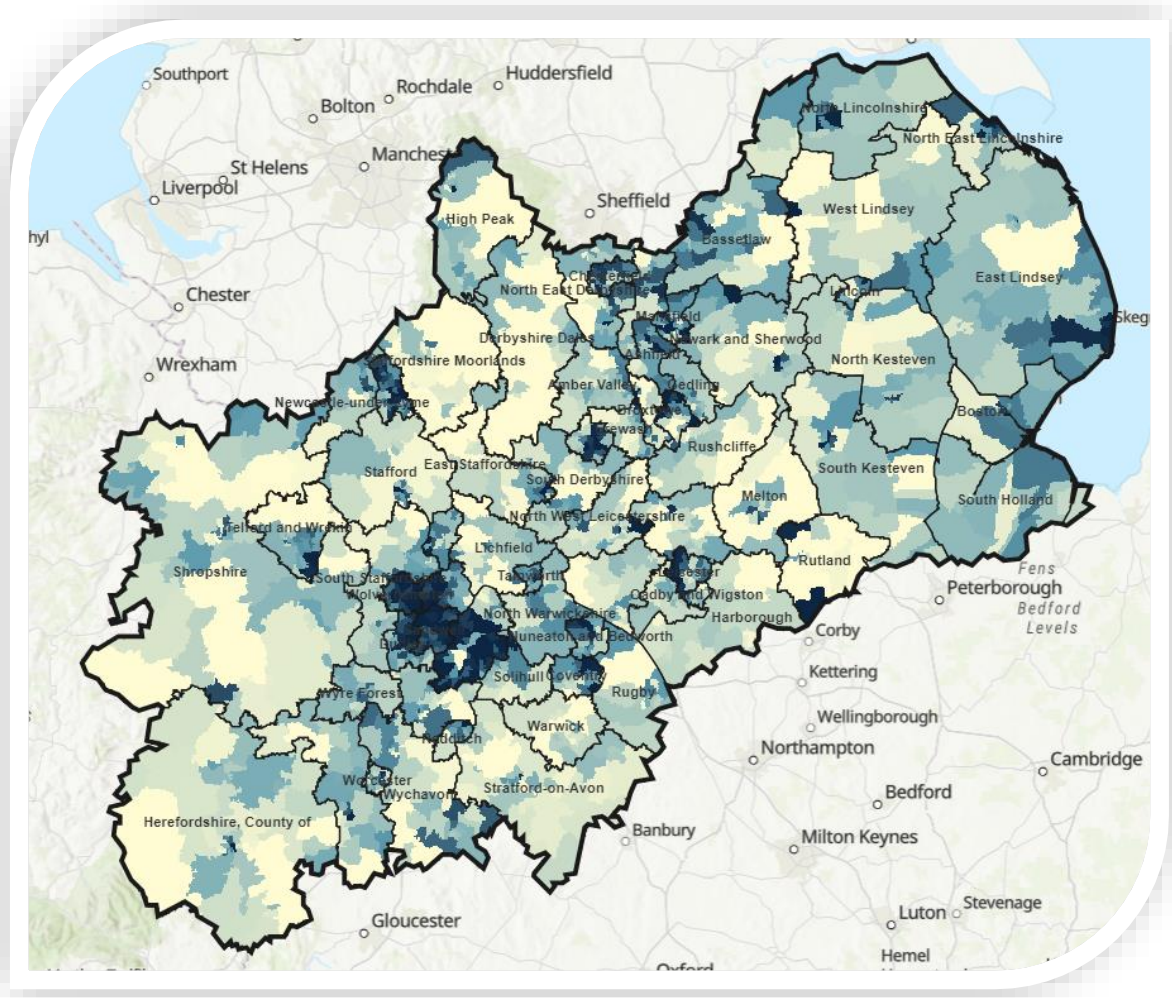 Southport
Huddersfield
Rochdale
Bolton
North Lincolnshire
North East Lincolnshire
Manchest
St Helens
Liverpool
Sheffield
High Peak
West Lindsey
hyl
Bassetlaw
East Lindsey
North East Derbyshire
Lincoln
Chester
Mansfield
Skeg
Derbyshire Dales
Newark and Sherwood
Ashfield
Wrexham
Staffordshire Moorlands
North Kesteven
Amber Valley
Gedling
Newcastle-under-Lyme
Broxtowe
Boston
Erewash
Rushcliffe
Stafford
East Staffordshire
South Kesteven
South Derbyshire
Melton
South Holland
North West Leicestershire
Telford and Wrekin
Lichfield
Rutland
Shropshire
South Staffordshire
Tamworth
Leicester
Fens
Peterborough
Oadby and Wigston
Bedford
Levels
North Warwickshire
Harborough
Corby
Nuneaton and Bedworth
Kettering
Solihull
Coventry
Wyre Forest
Rugby
Wellingborough
Warwick
Redditch
Northampton
Cambridge
Worcester
Wychavon
Stratford-on-Avon
Bedford
Herefordshire, County of
Banbury
Milton Keynes
Gloucester
Luton
Stevenage
Hemel
Oxford